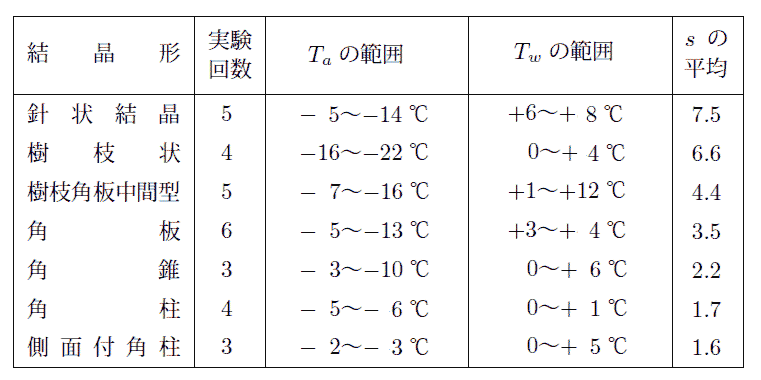 結晶形 実験回数 Ta の範囲 Tw の範囲 s の平均
針状結晶 5 − 5〜−14 ℃ +6〜+ 8 ℃ 7.5
樹枝状 4 −16〜−22 ℃ 0〜+ 4 ℃ 6.6
樹枝角板中間型 5 − 7〜−16 ℃ +1〜+12 ℃ 4.4
角板 6 − 5〜−13 ℃ +3〜+ 4 ℃ 3.5
角錐 3 − 3〜−10 ℃ 0〜+ 6 ℃ 2.2
角柱 4 − 5〜− 6 ℃ 0〜+ 1 ℃ 1.7
側面付角柱 3 − 2〜− 3 ℃ 0〜+ 5 ℃ 1.6